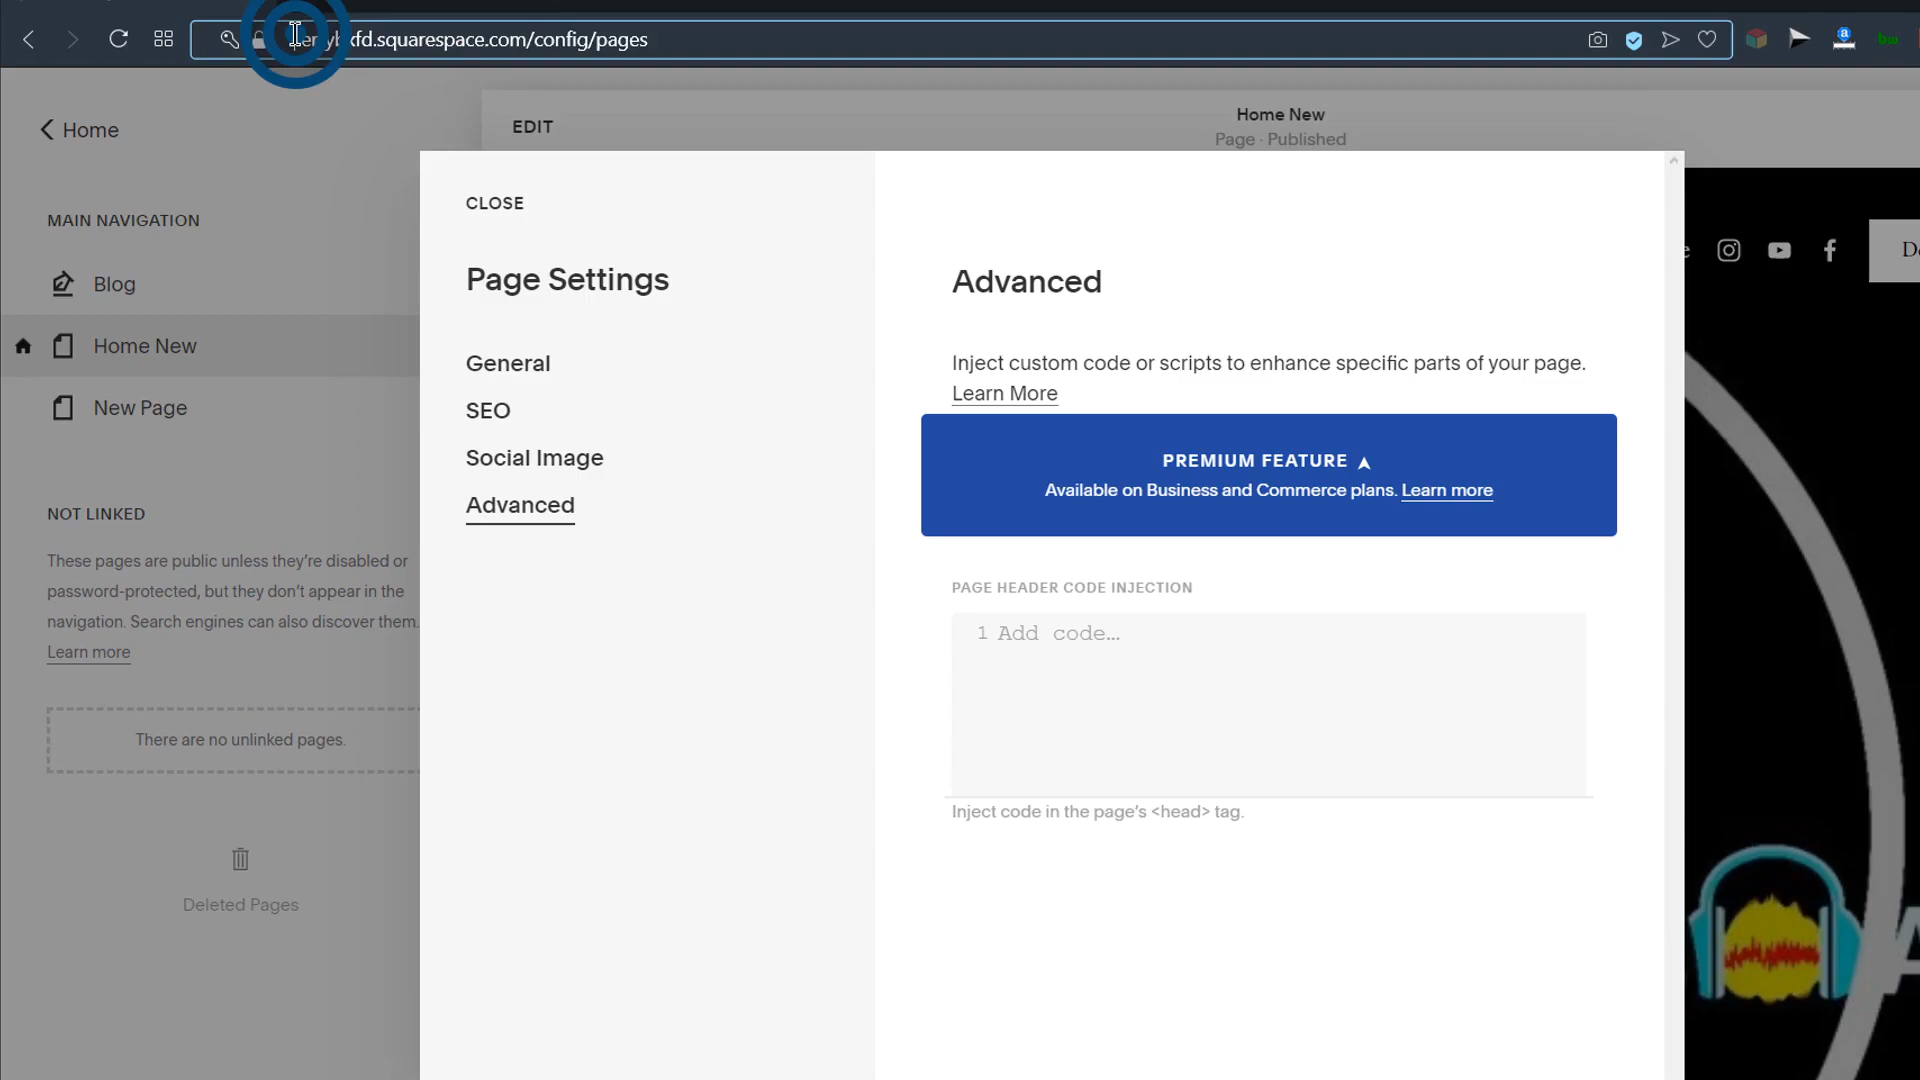 fd.squarespace.com/config/pages
Home
EDIT
Home New
Page · Published
CLOSE
MAIN NAVIGATION
Blog
Home New
New Page
NOT LINKED
These pages are public unless they’re disabled or
password-protected, but they don’t appear in the
navigation. Search engines can also discover them.
Learn more
There are no unlinked pages.
Deleted Pages
Page Settings
General
SEO
Social Image
Advanced
Advanced
Inject custom code or scripts to enhance specific parts of your page.
Learn More
PREMIUM FEATURE
Available on Business and Commerce plans. Learn more
PAGE HEADER CODE INJECTION
1 Add code...
Inject code in the page’s <head> tag.